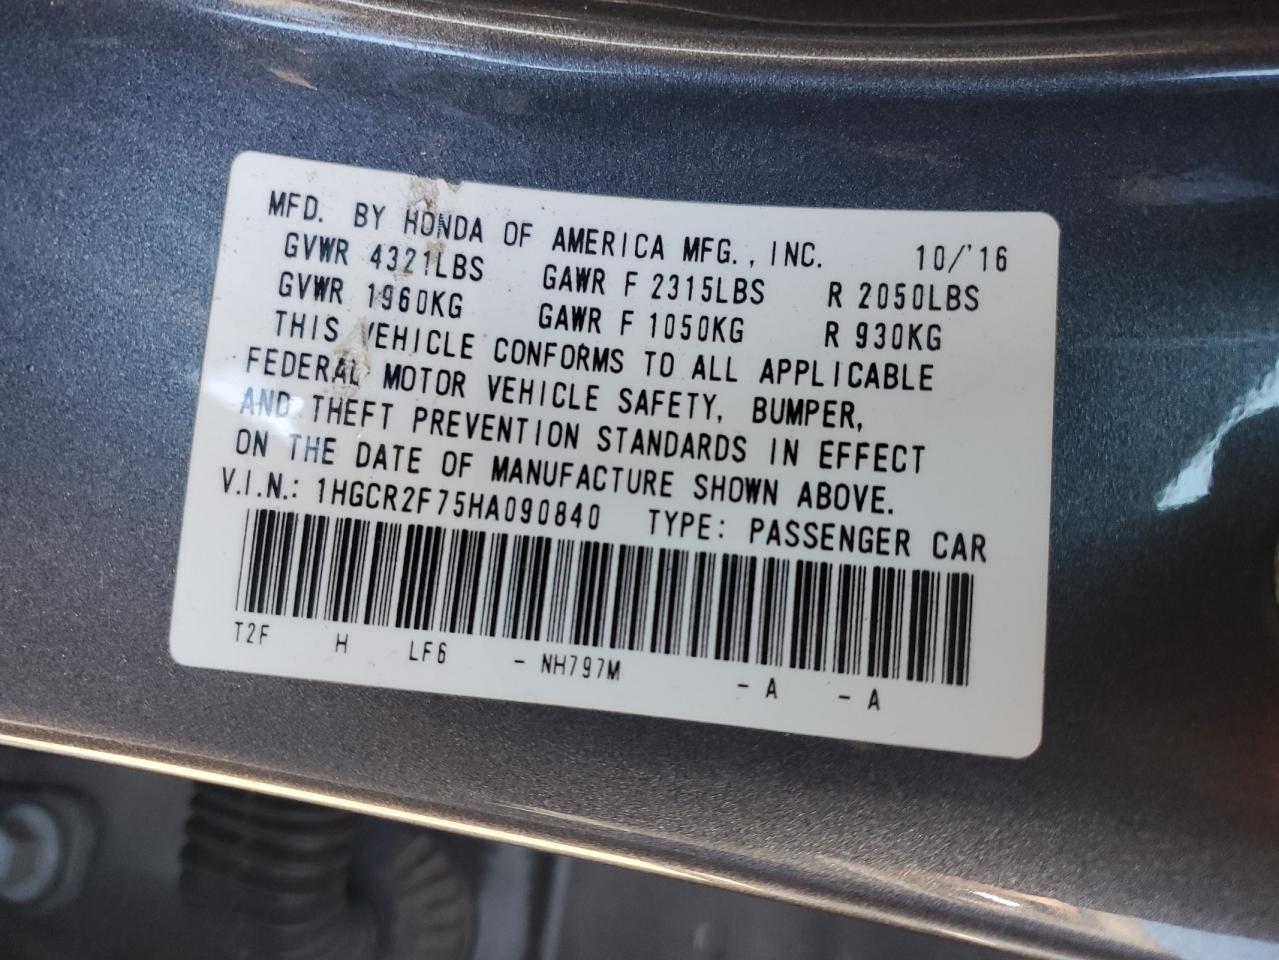 MFD. BY HONDA OF AMERICA MFG., INC. 10/'16
GVWR 4321LBS GAWR F 2315LBS R 2050LBS
GVWR 1960KG GAWR F 1050KG R 930KG
THIS VEHICLE CONFORMS TO ALL APPLICABLE
FEDERAL MOTOR VEHICLE SAFETY, BUMPER,
AND THEFT PREVENTION STANDARDS IN EFFECT
ON THE DATE OF MANUFACTURE SHOWN ABOVE.
V.I.N.: 1HGCR2F75HA090840 TYPE: PASSENGER CAR
T2F H LF6 - NH797M - A - A